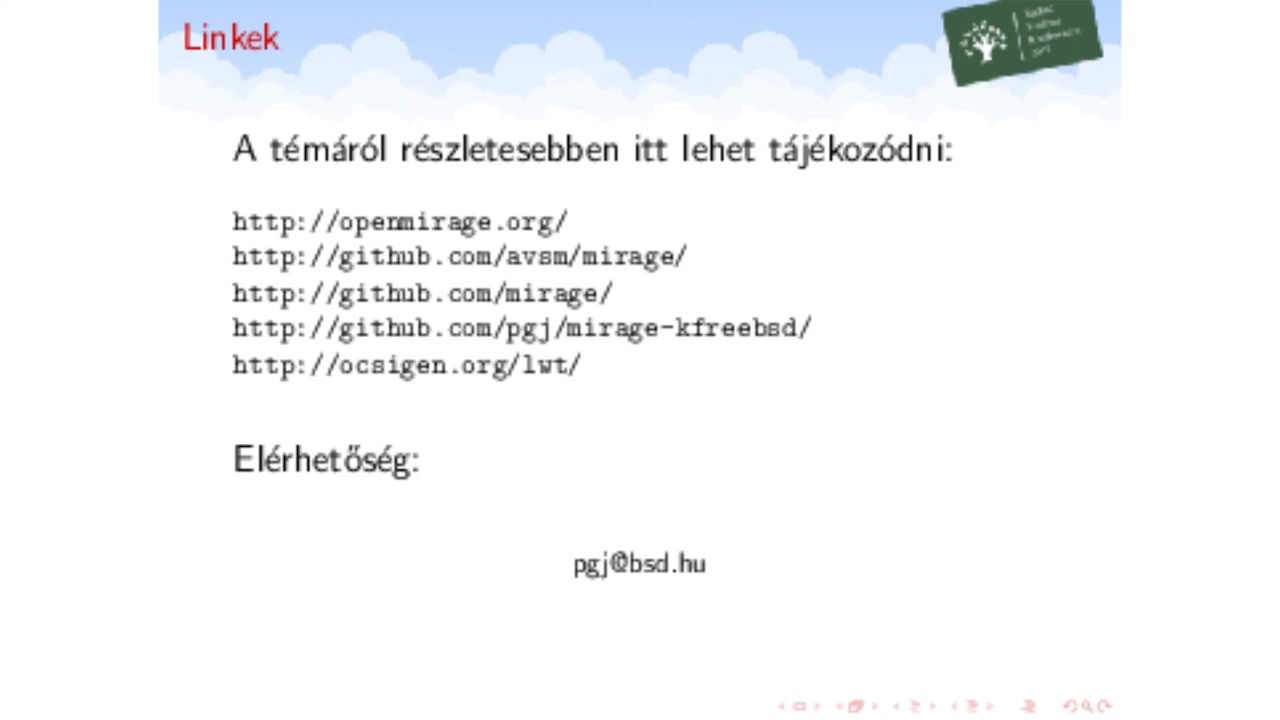 Linkek
A témáról részletesebben itt lehet tájékozódni:
http://openmirage.org/
http://github.com/avsm/mirage/
http://github.com/mirage/
http://github.com/pgj/mirage-kfreebsd/
http://ocsigen.org/lwt/
Elérhetőség:
pgj@bsd.hu